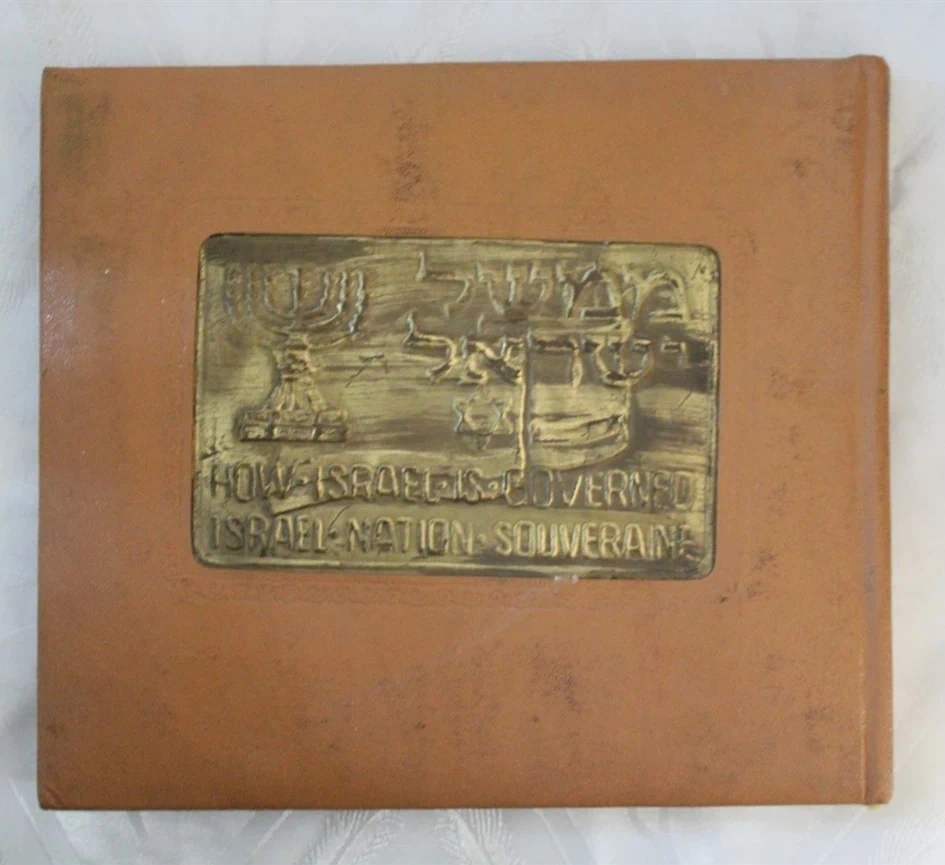 ממשל
ישראל
HOW·ISRAEL·IS·GOVERNED
ISRAEL·NATION·SOUVERAINE